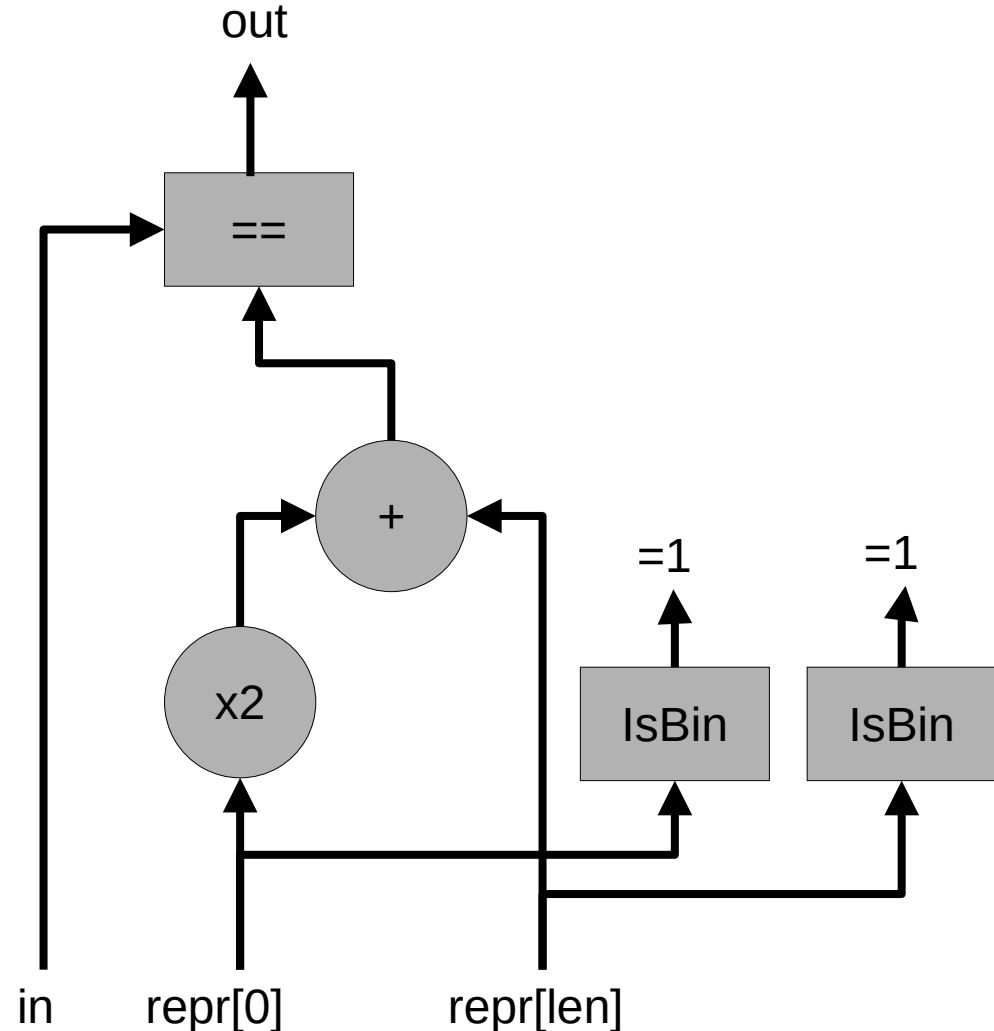 out
==
+
=1
=1
x2
IsBin
IsBin
in
repr[0]
repr[len]